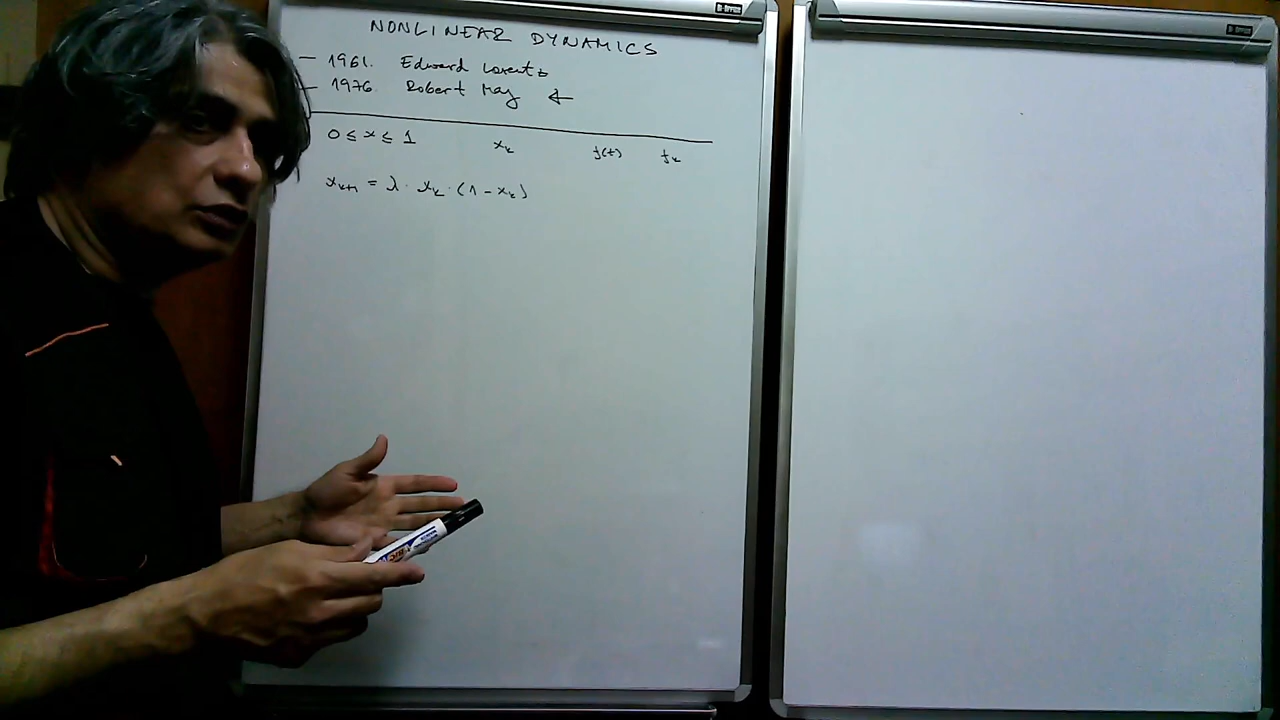 NONLINEAR DYNAMICS
- 1961. Edward Lorentz
- 1976. Robert May ←
0 ≤ x ≤ 1 xₖ f(t) fₖ
xₖ₊₁ = λ · xₖ · (1 - xₖ)